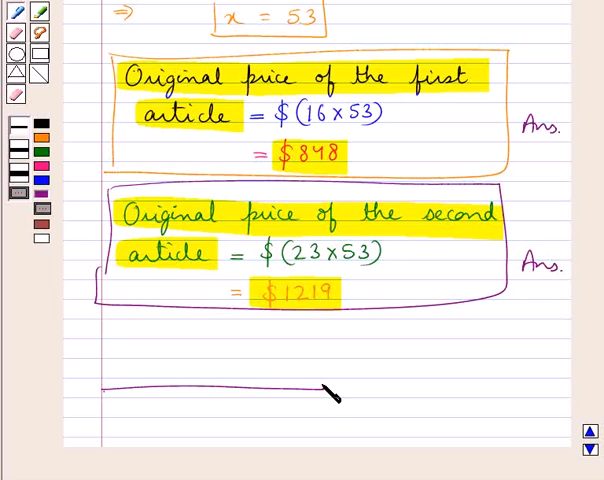 ⇒ x = 53
Original price of the first
article = $(16×53)
= $848
Ans.
Original price of the second
article = $(23×53)
= $1219
Ans.